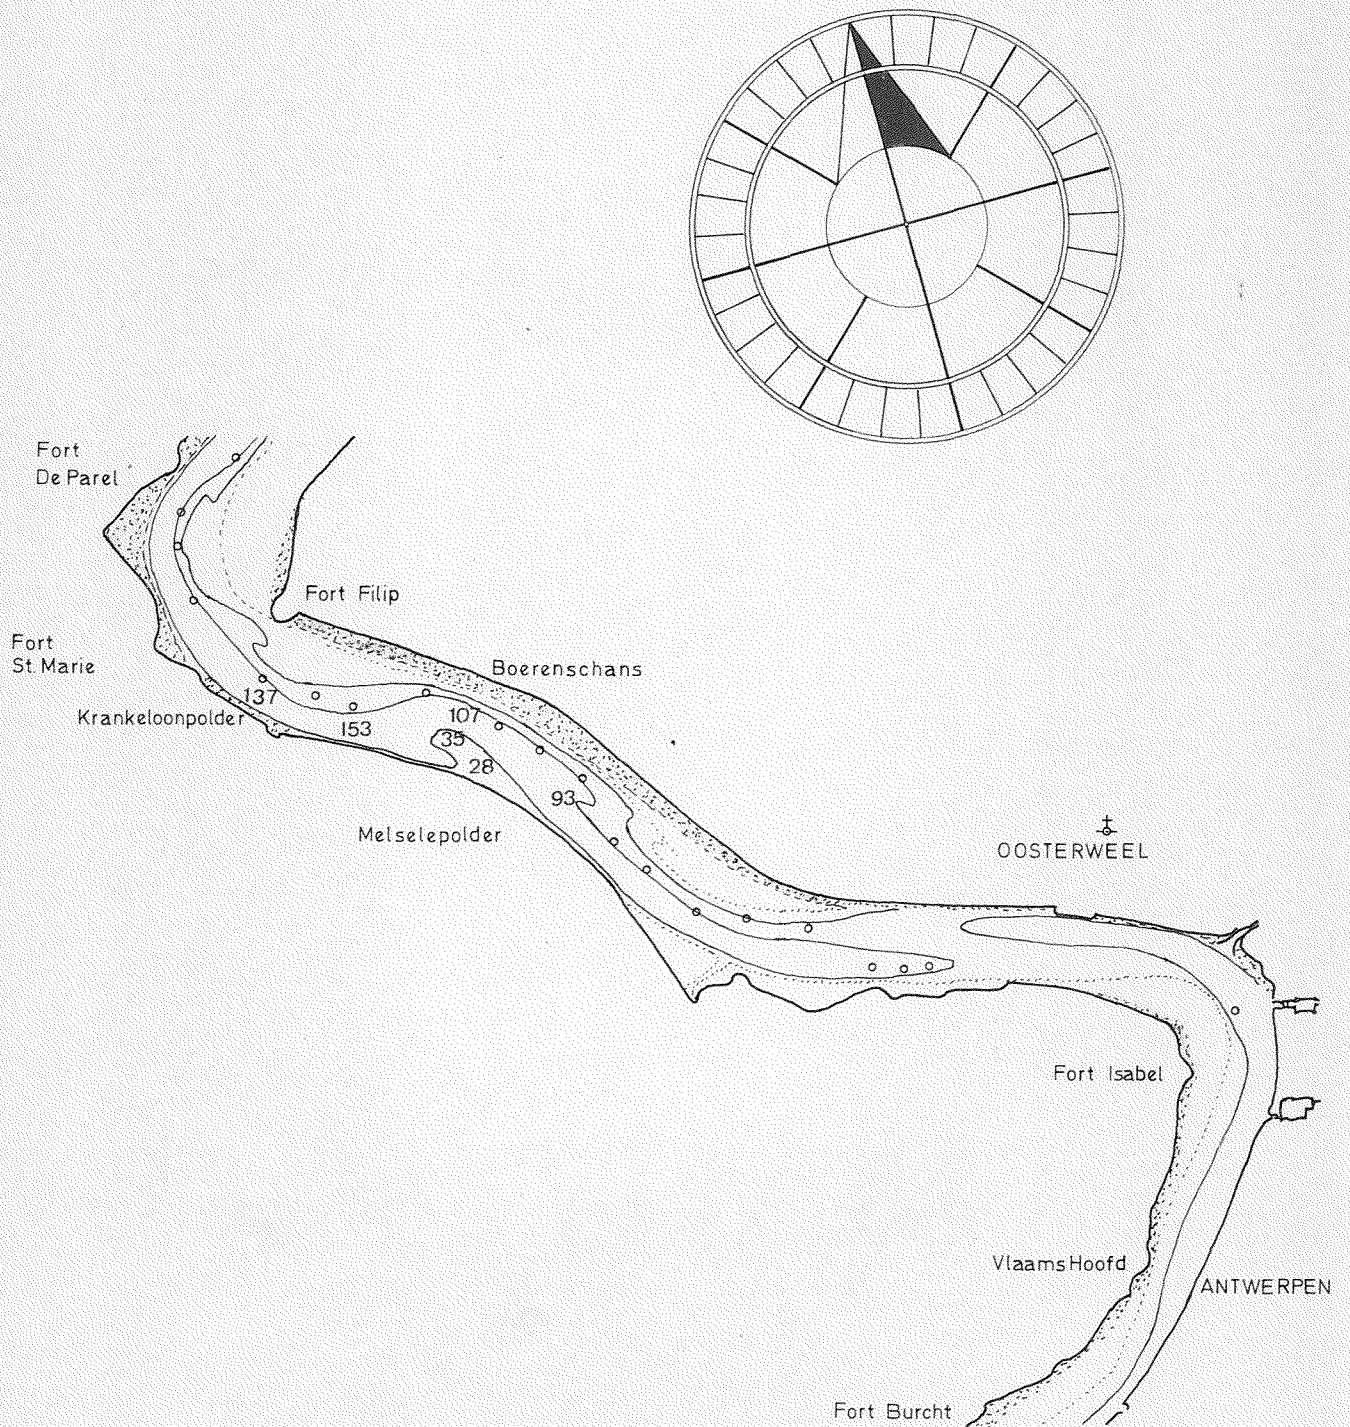 Fort
De Parel
Fort Filip
Fort
St. Marie
Boerenschans
137
Krankeloonpolder
107
153
35
28
93
Melselepolder
OOSTERWEEL
Fort Isabel
Vlaams Hoofd
ANTWERPEN
Fort Burcht